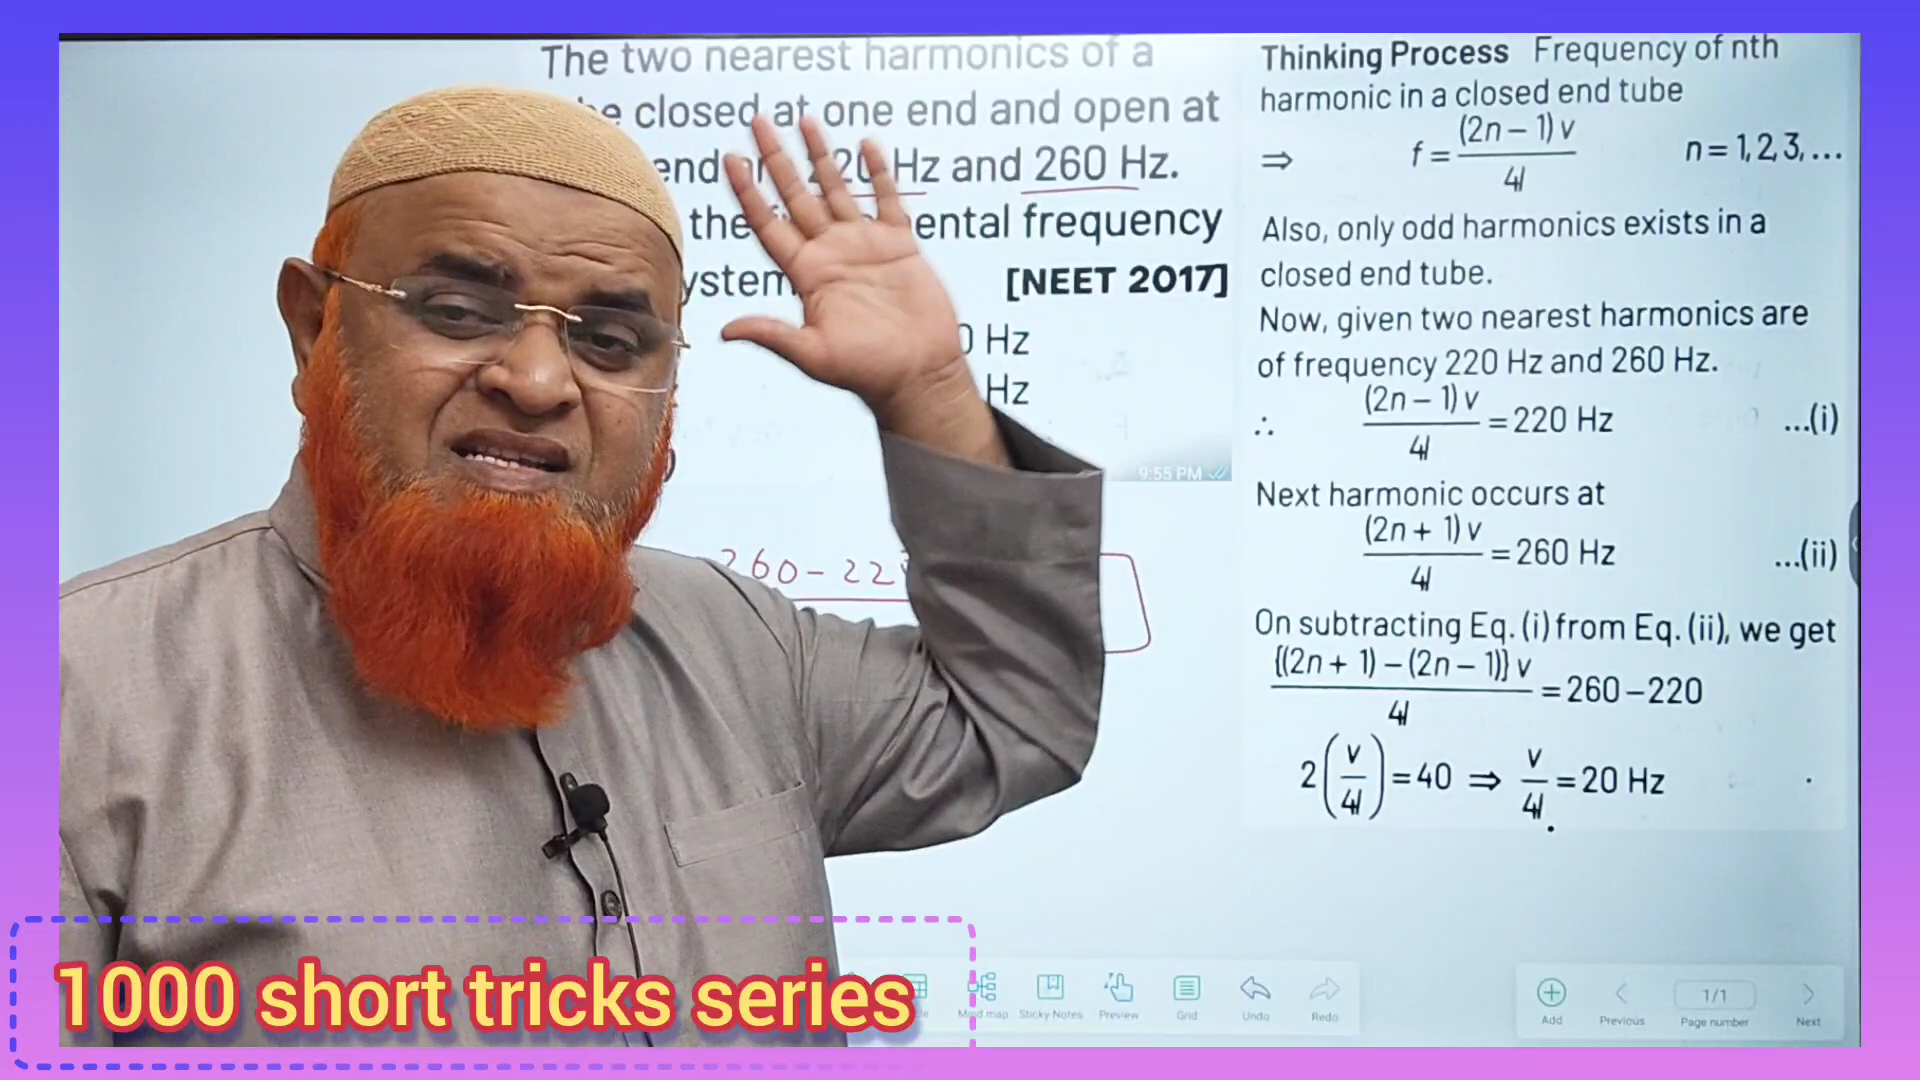 The two nearest harmonics of a
closed at one end and open at
end 220 Hz and 260 Hz.
the frequency
[NEET 2017]
Hz
Hz
9:55 PM
260 - 22
Thinking Process Frequency of nth
harmonic in a closed end tube
⇒ f = (2n − 1) v / 4l n = 1, 2, 3, ...
Also, only odd harmonics exists in a
closed end tube.
Now, given two nearest harmonics are
of frequency 220 Hz and 260 Hz.
∴ (2n − 1) v / 4l = 220 Hz ...(i)
Next harmonic occurs at
(2n + 1) v / 4l = 260 Hz ...(ii)
On subtracting Eq. (i) from Eq. (ii), we get
{(2n + 1) − (2n − 1)} v / 4l = 260 − 220
2 (v / 4l) = 40 ⇒ v / 4l = 20 Hz
1000 short tricks series
Mind map Sticky Notes Preview Grid Undo Redo
Add Previous Page number Next
1/1